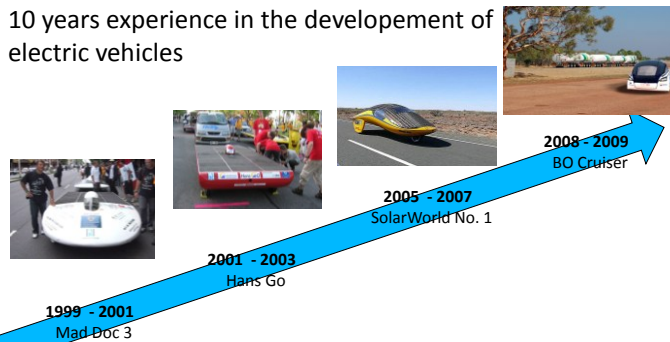 10 years experience in the developement of
electric vehicles
2008 - 2009
BO Cruiser
2005 - 2007
SolarWorld No. 1
2001 - 2003
Hans Go
1999 - 2001
Mad Doc 3